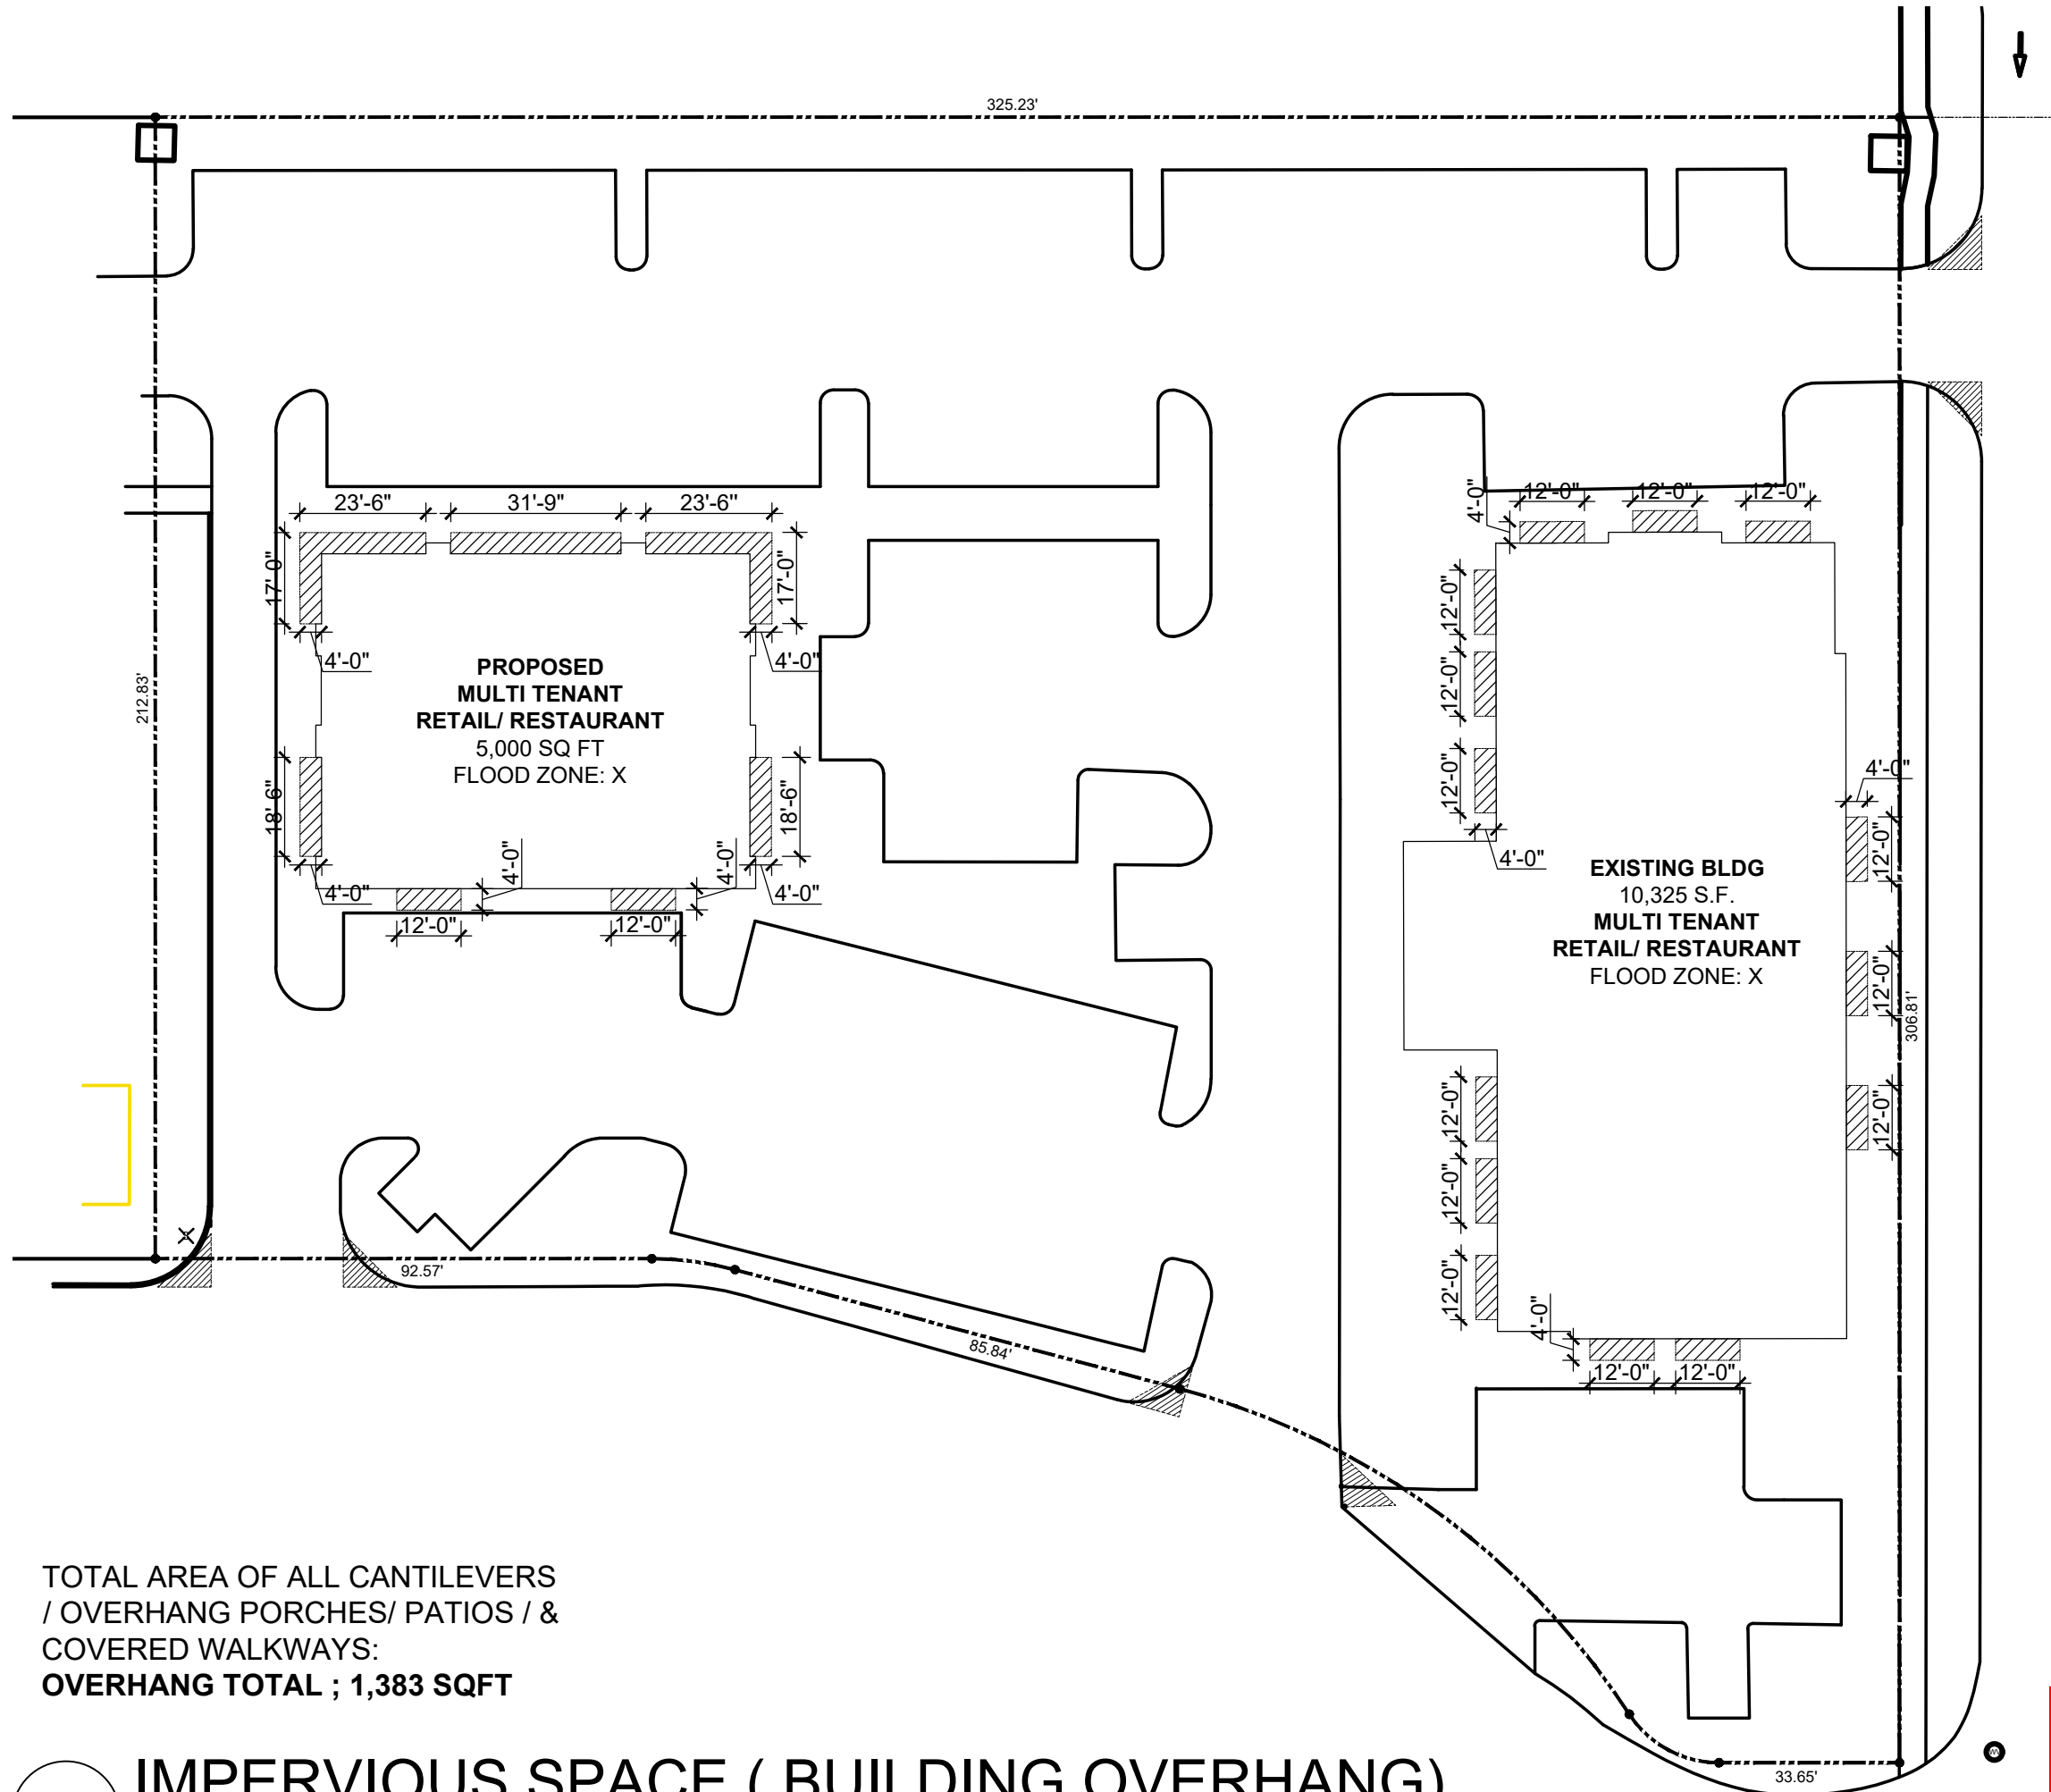 325.23'
23'-6" 31'-9" 23'-6"
17'-0" 17'-0"
4'-0" 4'-0"
PROPOSED
MULTI TENANT
RETAIL/ RESTAURANT
5,000 SQ FT
FLOOD ZONE: X
18'-6" 18'-6"
4'-0" 4'-0" 4'-0" 4'-0"
12'-0" 12'-0"
212.83'
4'-0" 12'-0" 12'-0" 12'-0"
12'-0"
12'-0"
12'-0"
4'-0"
4'-0"
EXISTING BLDG
10,325 S.F.
MULTI TENANT
RETAIL/ RESTAURANT
FLOOD ZONE: X
12'-0"
12'-0"
12'-0"
306.81'
12'-0"
12'-0"
12'-0"
4'-0"
12'-0" 12'-0"
92.57'
85.84'
33.65'
TOTAL AREA OF ALL CANTILEVERS
/ OVERHANG PORCHES/ PATIOS / &
COVERED WALKWAYS:
OVERHANG TOTAL ; 1,383 SQFT
IMPERVIOUS SPACE ( BUILDING OVERHANG)